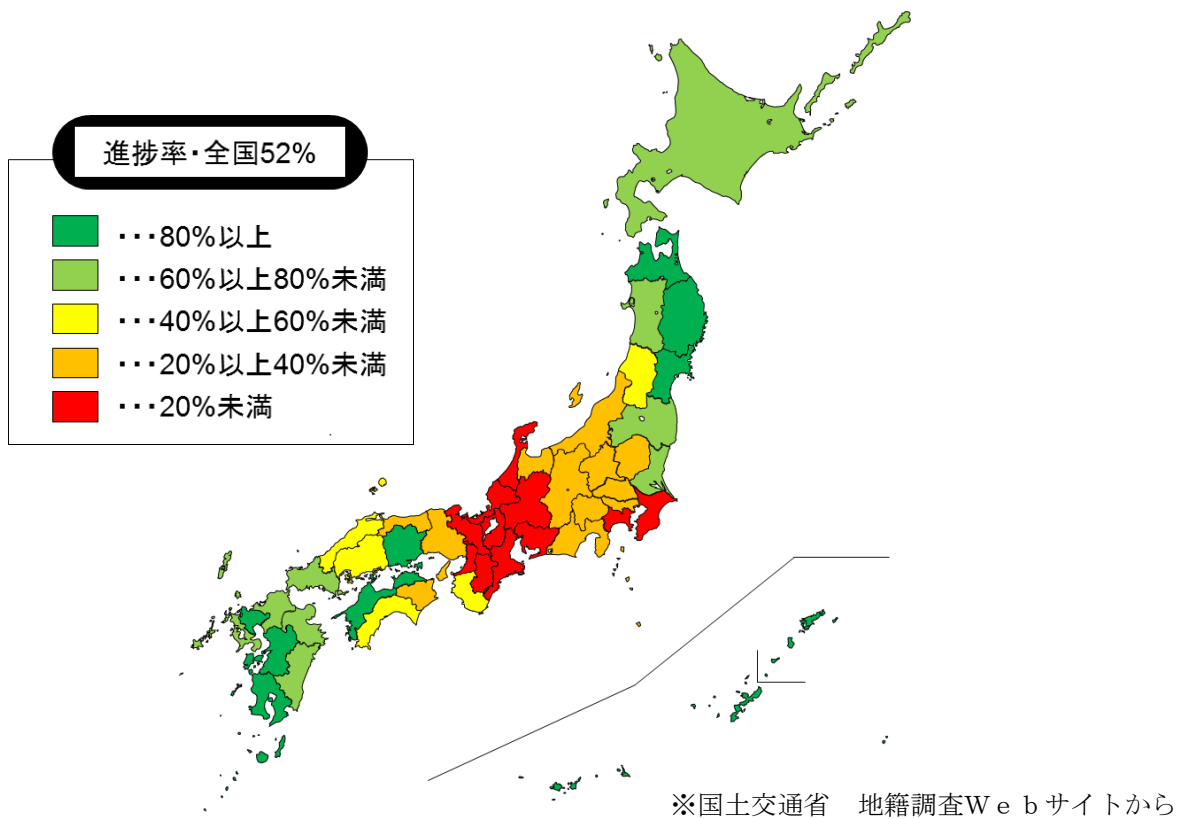 進捗率・全国52%
・・・80%以上
・・・60%以上80%未満
・・・40%以上60%未満
・・・20%以上40%未満
・・・20%未満
※国土交通省　地籍調査Ｗｅｂサイトから